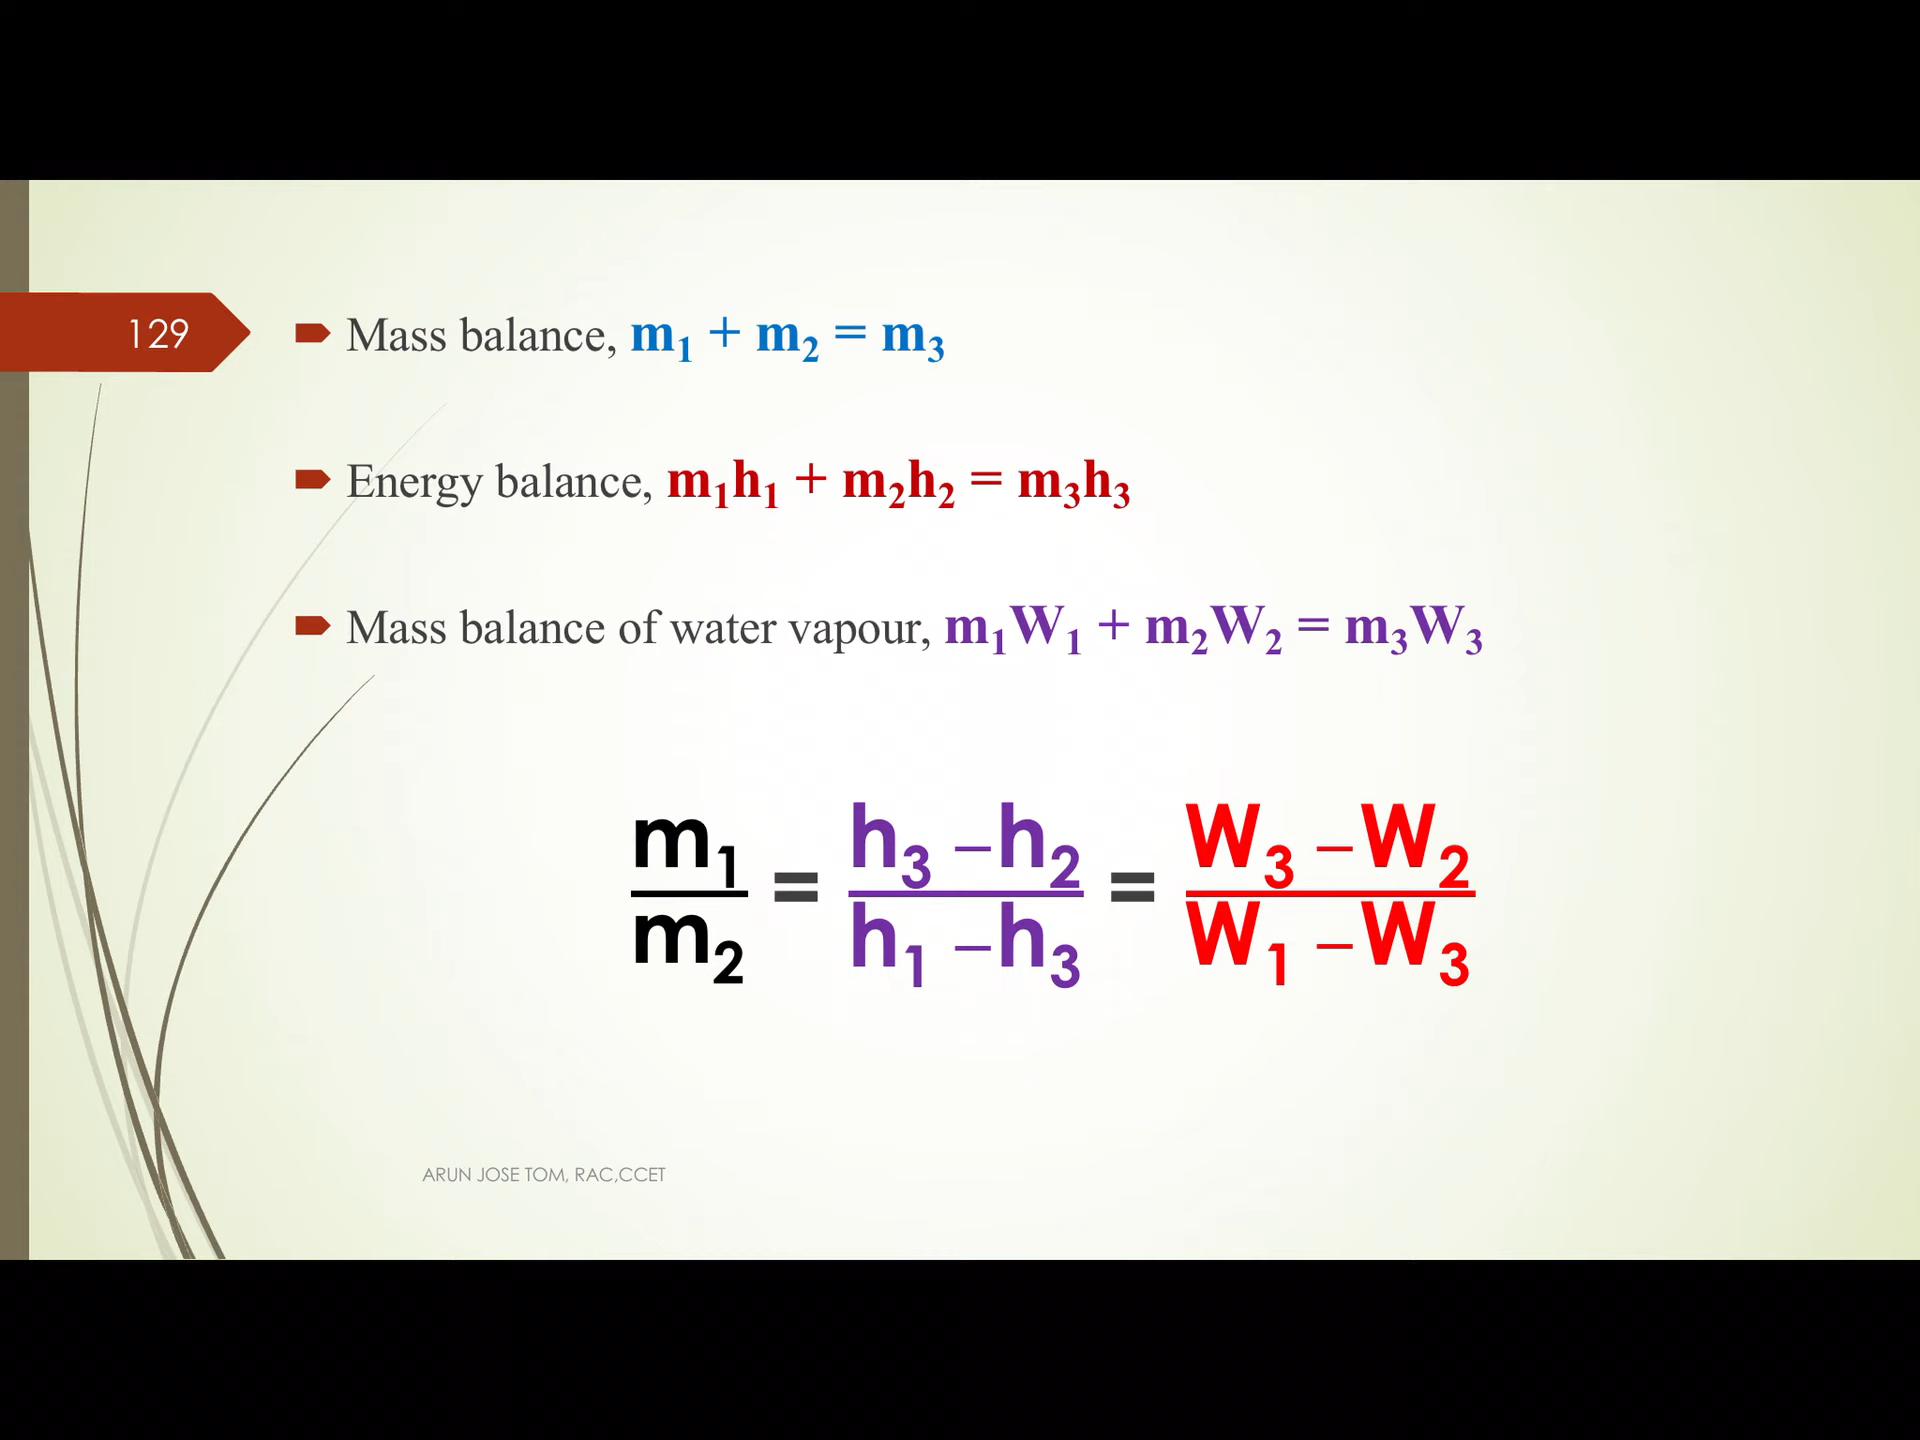 129
Mass balance, m₁ + m₂ = m₃
Energy balance, m₁h₁ + m₂h₂ = m₃h₃
Mass balance of water vapour, m₁W₁ + m₂W₂ = m₃W₃
m₁/m₂ = (h₃ – h₂)/(h₁ – h₃) = (W₃ – W₂)/(W₁ – W₃)
ARUN JOSE TOM, RAC,CCET